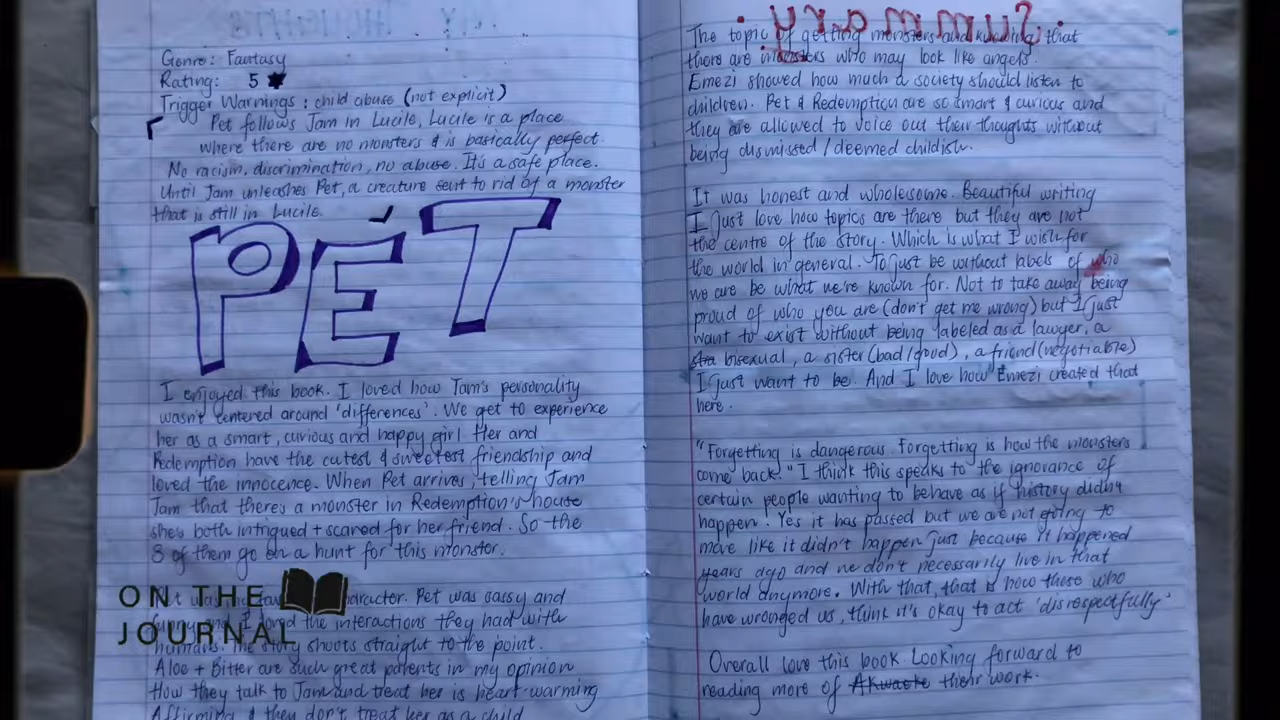 Genre: Fantasy
Rating: 5 ★
Trigger Warnings: child abuse (not explicit)
Pet follows Jam in Lucile, Lucile is a place
where there are no monsters & is basically perfect.
No racism, discrimination, no abuse. It's a safe place.
Until Jam unleashes Pet, a creature sent to rid of a monster
that is still in Lucile.
PET
I enjoyed this book. I loved how Jam's personality
wasn't centered around 'differences'. We get to experience
her as a smart, curious and happy girl. Her and
Redemption have the cutest & sweetest friendship and
loved the innocence. When Pet arrives, telling Jam
Jam that there's a monster in Redemption's house
she's both intrigued + scared for her friend. So the
3 of them go on a hunt for this monster.
character. Pet was sassy and
I loved the interactions they had with
humans. The story shoots straight to the point.
Aloe + Bitter are such great parents in my opinion
How they talk to Jam and treat her is heart-warming
Affirming & they don't treat her as a child
ON THE
JOURNAL
Summary
The topic of getting monsters and knowing that
there are monsters who may look like angels.
Emezi showed how much a society should listen to
children. Pet & Redemption are so smart & curious and
they are allowed to voice out their thoughts without
being dismissed / deemed childish.
It was honest and wholesome. Beautiful writing
I just love how topics are there but they are not
the centre of the story. Which is what I wish for
the world in general. To just be without labels of who
we are be what we're known for. Not to take away being
proud of who you are (don't get me wrong) but I just
want to exist without being labeled as a lawyer, a
bisexual, a sister (bad/good), a friend (negotiable)
I just want to be. And I love how Emezi created that
here.
"Forgetting is dangerous. Forgetting is how the monsters
come back." I think this speaks to the ignorance of
certain people wanting to behave as if history didn't
happen. Yes it has passed but we are not going to
move like it didn't happen just because it happened
years ago and we don't necessarily live in that
world anymore. With that, that is how those who
have wronged us, think it's okay to act 'disrespectfully'
Overall love this book. Looking forward to
reading more of Akwaeke their work.